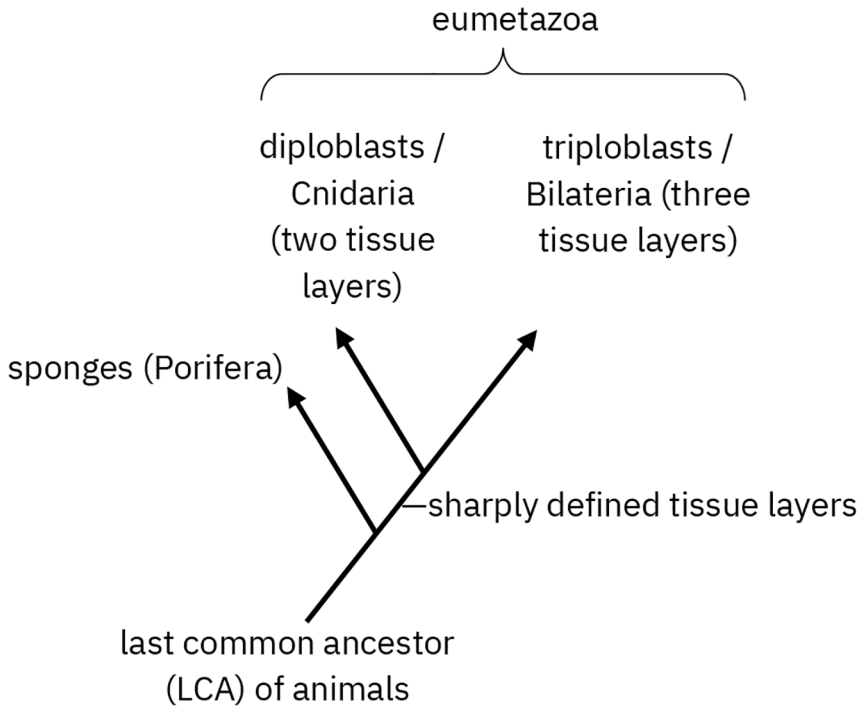 eumetazoa
diploblasts /
Cnidaria
(two tissue
layers)
triploblasts /
Bilateria (three
tissue layers)
sponges (Porifera)
sharply defined tissue layers
last common ancestor
(LCA) of animals